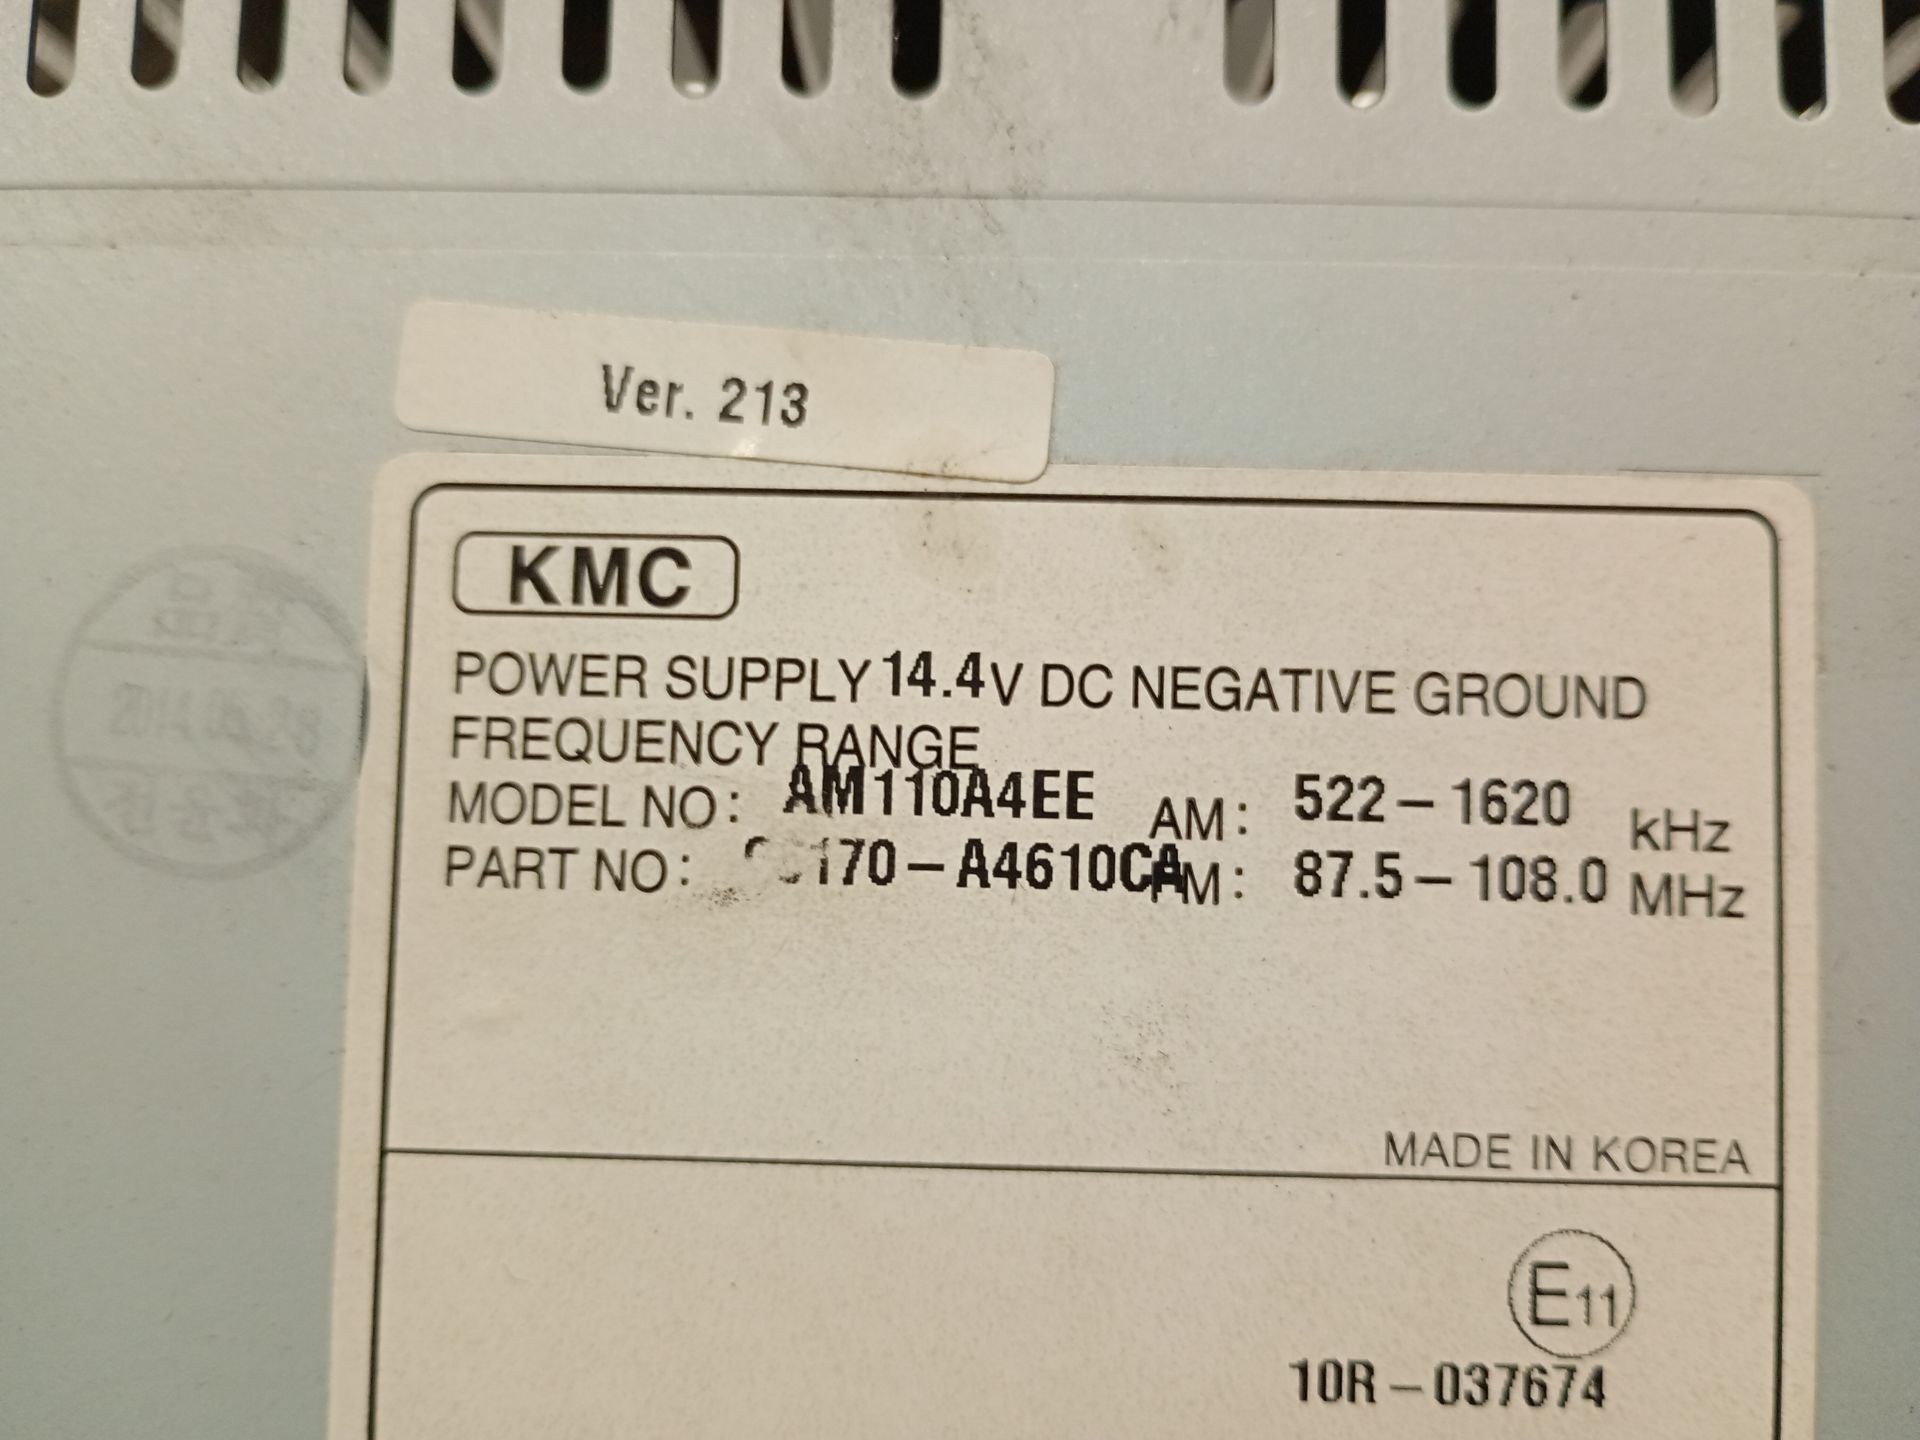 Ver. 213
KMC
POWER SUPPLY 14.4V DC NEGATIVE GROUND
FREQUENCY RANGE
MODEL NO: AM110A4EE AM: 522-1620 kHz
PART NO: 170-A4610CA FM: 87.5-108.0 MHz
MADE IN KOREA
E11
10R-037674